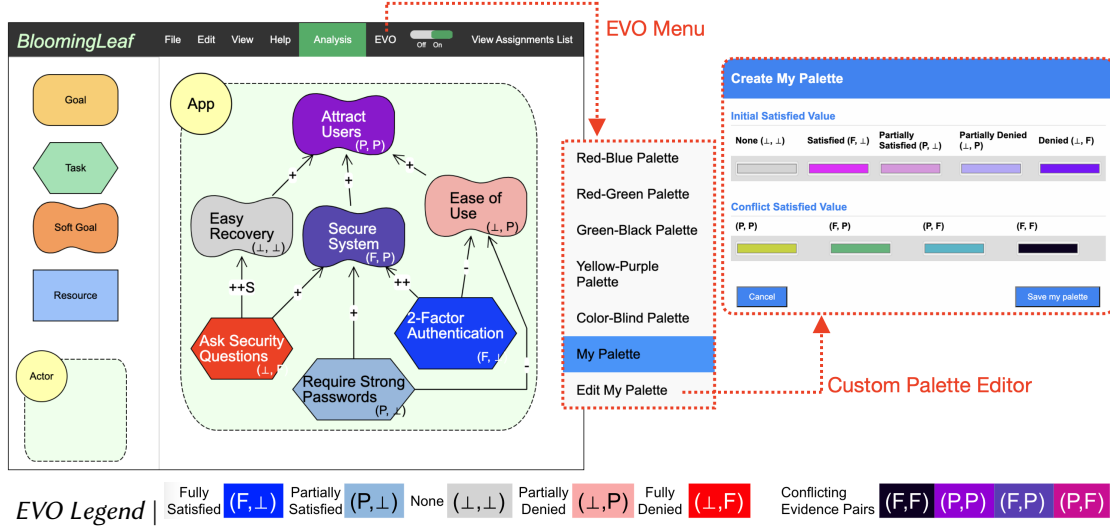 BloomingLeaf
File
Edit
View
Help
Analysis
EVO
Off On
View Assignments List
EVO Menu
Goal
Task
Soft Goal
Resource
Actor
App
Attract
Users
(P, P)
+
+
+
Easy
Recovery
(⊥, ⊥)
Secure
System
(F, P)
Ease of
Use
(⊥, P)
++S
+
+
++
-
-
Ask Security
Questions
(⊥, F
2-Factor
Authentication
(F, ⊥
Require Strong
Passwords
(P, ⊥)
Red-Blue Palette
Red-Green Palette
Green-Black Palette
Yellow-Purple
Palette
Color-Blind Palette
My Palette
Edit My Palette
Create My Palette
Initial Satisfied Value
None (⊥, ⊥)
Satisfied (F, ⊥)
Partially
Satisfied (P, ⊥)
Partially Denied
(⊥, P)
Denied (⊥, F)
Conflict Satisfied Value
(P, P)
(F, P)
(P, F)
(F, F)
Cancel
Save my palette
Custom Palette Editor
EVO Legend
Fully
Satisfied
(F,⊥)
Partially
Satisfied
(P,⊥)
None
(⊥,⊥)
Partially
Denied
(⊥,P)
Fully
Denied
(⊥,F)
Conflicting
Evidence Pairs
(F,F)
(P,P)
(F,P)
(P,F)